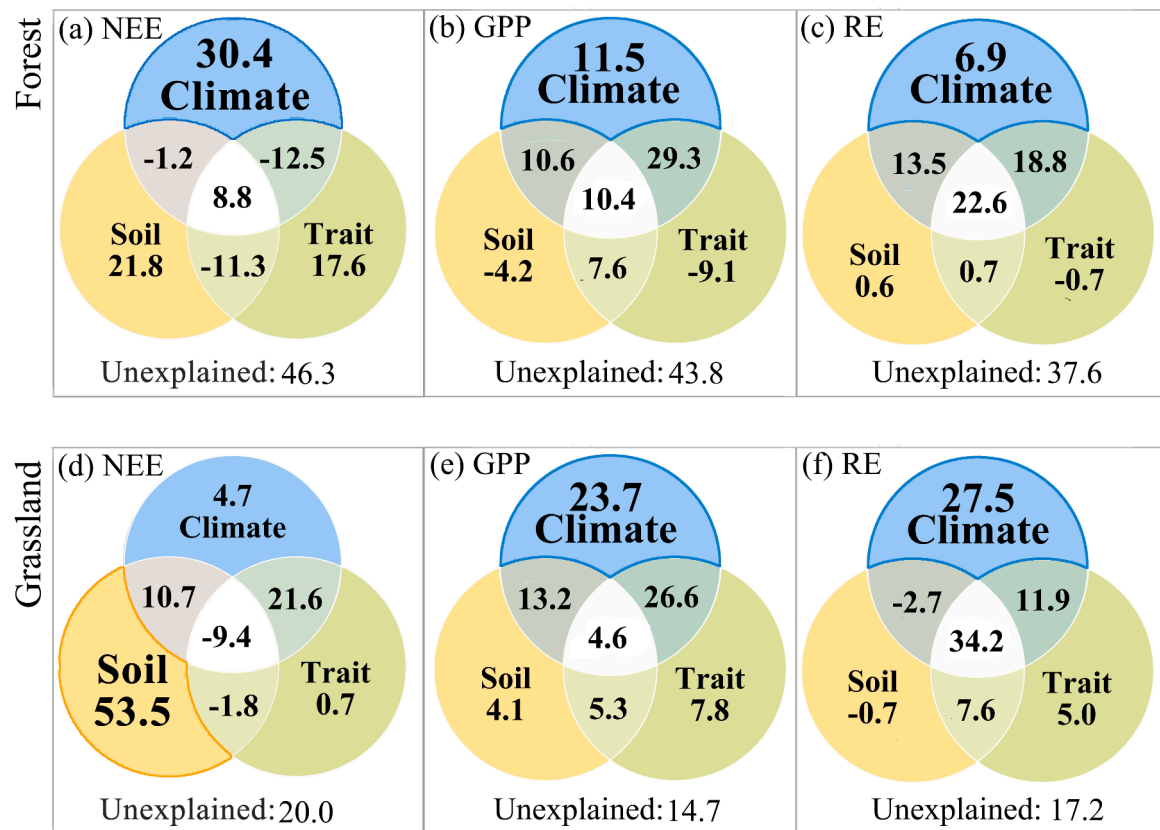 Forest
(a) NEE
30.4
Climate
-1.2
-12.5
8.8
Soil
21.8
Trait
17.6
-11.3
Unexplained: 46.3
(b) GPP
11.5
Climate
10.6
29.3
10.4
Soil
-4.2
Trait
-9.1
7.6
Unexplained: 43.8
(c) RE
6.9
Climate
13.5
18.8
22.6
Soil
0.6
Trait
-0.7
0.7
Unexplained: 37.6
Grassland
(d) NEE
4.7
Climate
10.7
21.6
-9.4
Soil
53.5
Trait
0.7
-1.8
Unexplained: 20.0
(e) GPP
23.7
Climate
13.2
26.6
4.6
Soil
4.1
Trait
7.8
5.3
Unexplained: 14.7
(f) RE
27.5
Climate
-2.7
11.9
34.2
Soil
-0.7
Trait
5.0
7.6
Unexplained: 17.2